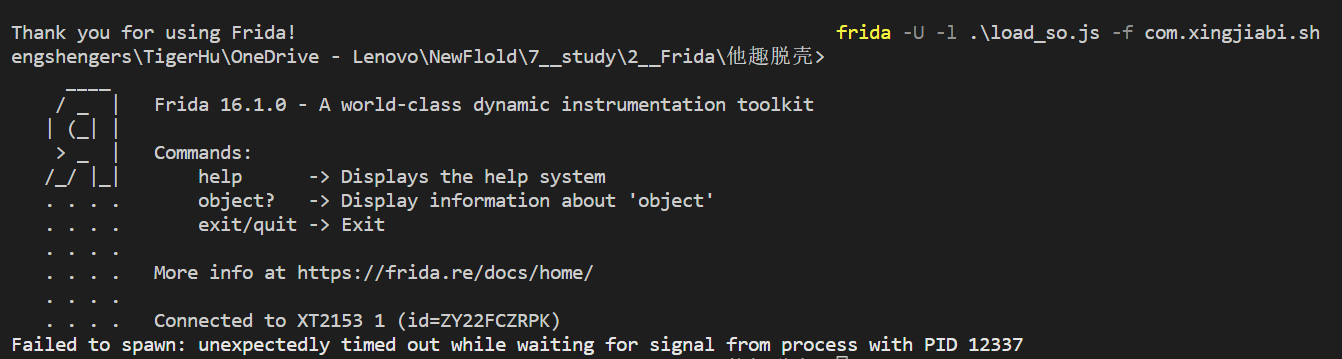 Thank you for using Frida! frida -U -l .\load_so.js -f com.xingjiabi.sh
engshengers\TigerHu\OneDrive - Lenovo\NewFlold\7__study\2__Frida\他趣脱壳>
____
/ _ | Frida 16.1.0 - A world-class dynamic instrumentation toolkit
| (_| |
> _ | Commands:
/_/ |_| help -> Displays the help system
. . . . object? -> Display information about 'object'
. . . . exit/quit -> Exit
. . . .
. . . . More info at https://frida.re/docs/home/
. . . .
. . . . Connected to XT2153 1 (id=ZY22FCZRPK)
Failed to spawn: unexpectedly timed out while waiting for signal from process with PID 12337